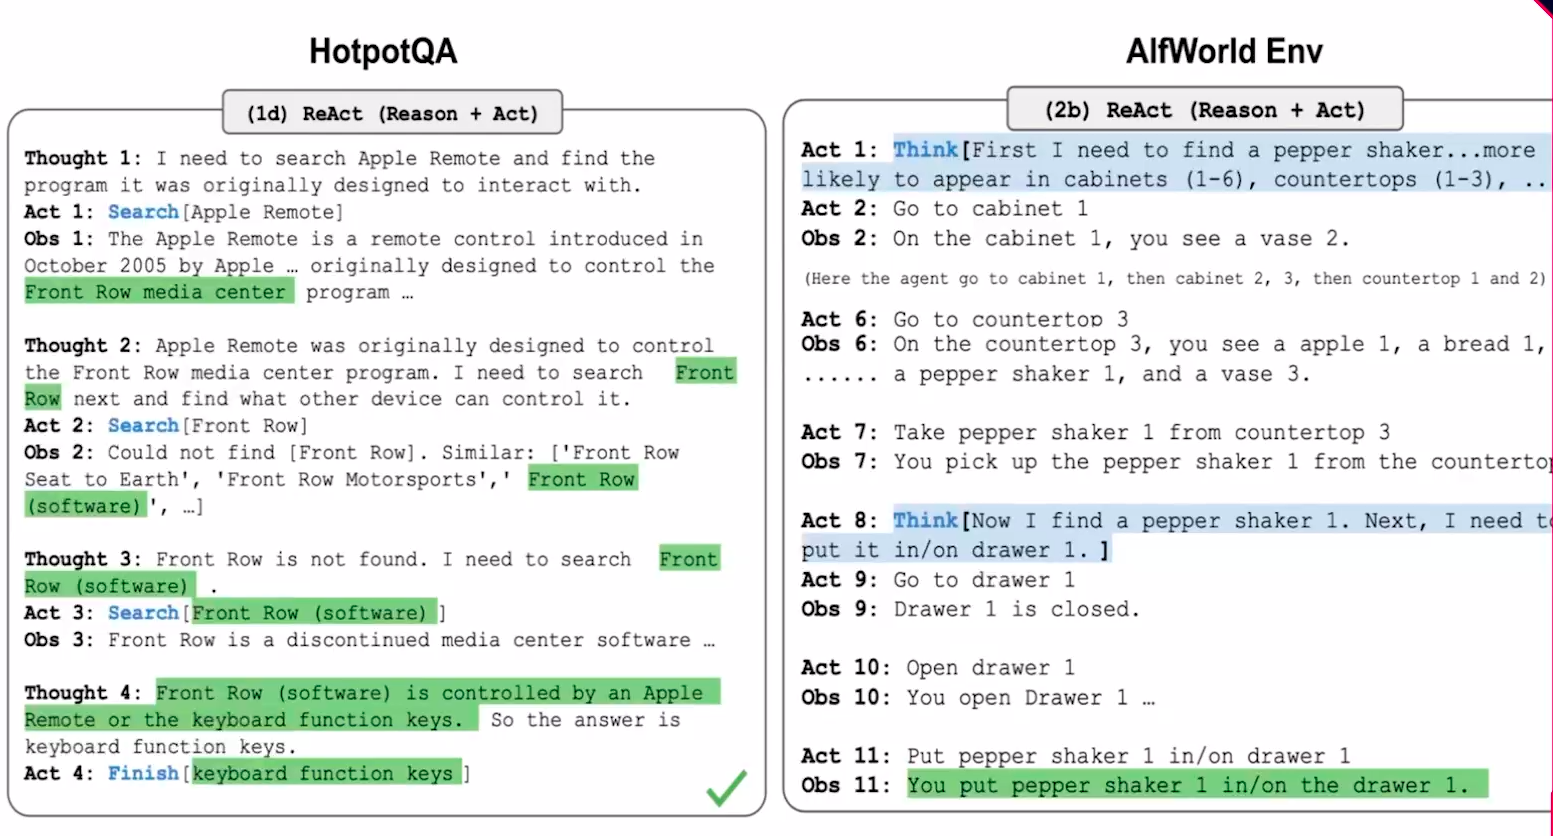 HotpotQA
(1d) ReAct (Reason + Act)
Thought 1: I need to search Apple Remote and find the
program it was originally designed to interact with.
Act 1: Search[Apple Remote]
Obs 1: The Apple Remote is a remote control introduced in
October 2005 by Apple … originally designed to control the
Front Row media center program …
Thought 2: Apple Remote was originally designed to control
the Front Row media center program. I need to search Front
Row next and find what other device can control it.
Act 2: Search[Front Row]
Obs 2: Could not find [Front Row]. Similar: ['Front Row
Seat to Earth', 'Front Row Motorsports',' Front Row
(software)', …]
Thought 3: Front Row is not found. I need to search Front
Row (software) .
Act 3: Search[Front Row (software) ]
Obs 3: Front Row is a discontinued media center software …
Thought 4: Front Row (software) is controlled by an Apple
Remote or the keyboard function keys. So the answer is
keyboard function keys.
Act 4: Finish[keyboard function keys ]
AlfWorld Env
(2b) ReAct (Reason + Act)
Act 1: Think[First I need to find a pepper shaker...more
likely to appear in cabinets (1-6), countertops (1-3), ..
Act 2: Go to cabinet 1
Obs 2: On the cabinet 1, you see a vase 2.
(Here the agent go to cabinet 1, then cabinet 2, 3, then countertop 1 and 2)
Act 6: Go to countertop 3
Obs 6: On the countertop 3, you see a apple 1, a bread 1,
...... a pepper shaker 1, and a vase 3.
Act 7: Take pepper shaker 1 from countertop 3
Obs 7: You pick up the pepper shaker 1 from the counterto
Act 8: Think[Now I find a pepper shaker 1. Next, I need t
put it in/on drawer 1. ]
Act 9: Go to drawer 1
Obs 9: Drawer 1 is closed.
Act 10: Open drawer 1
Obs 10: You open Drawer 1 …
Act 11: Put pepper shaker 1 in/on drawer 1
Obs 11: You put pepper shaker 1 in/on the drawer 1.